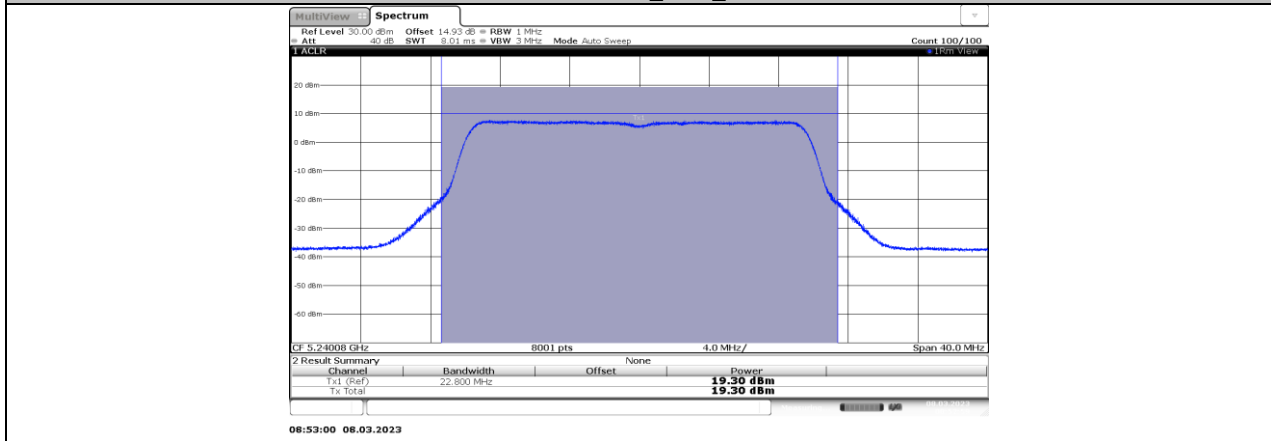 MultiView Spectrum
Ref Level 30.00 dBm Offset 14.93 dB RBW 1 MHz
Att 40 dB SWT 8.01 ms VBW 3 MHz Mode Auto Sweep Count 100/100
1 ACLR 1Rm View
20 dBm
10 dBm
Tx1
0 dBm
-10 dBm
-20 dBm
-30 dBm
-40 dBm
-50 dBm
-60 dBm
CF 5.24008 GHz 8001 pts 4.0 MHz/ Span 40.0 MHz
2 Result Summary None
Channel Bandwidth Offset Power
Tx1 (Ref) 22.800 MHz 19.30 dBm
Tx Total 19.30 dBm
08.03.2023
08:53:00 08.03.2023